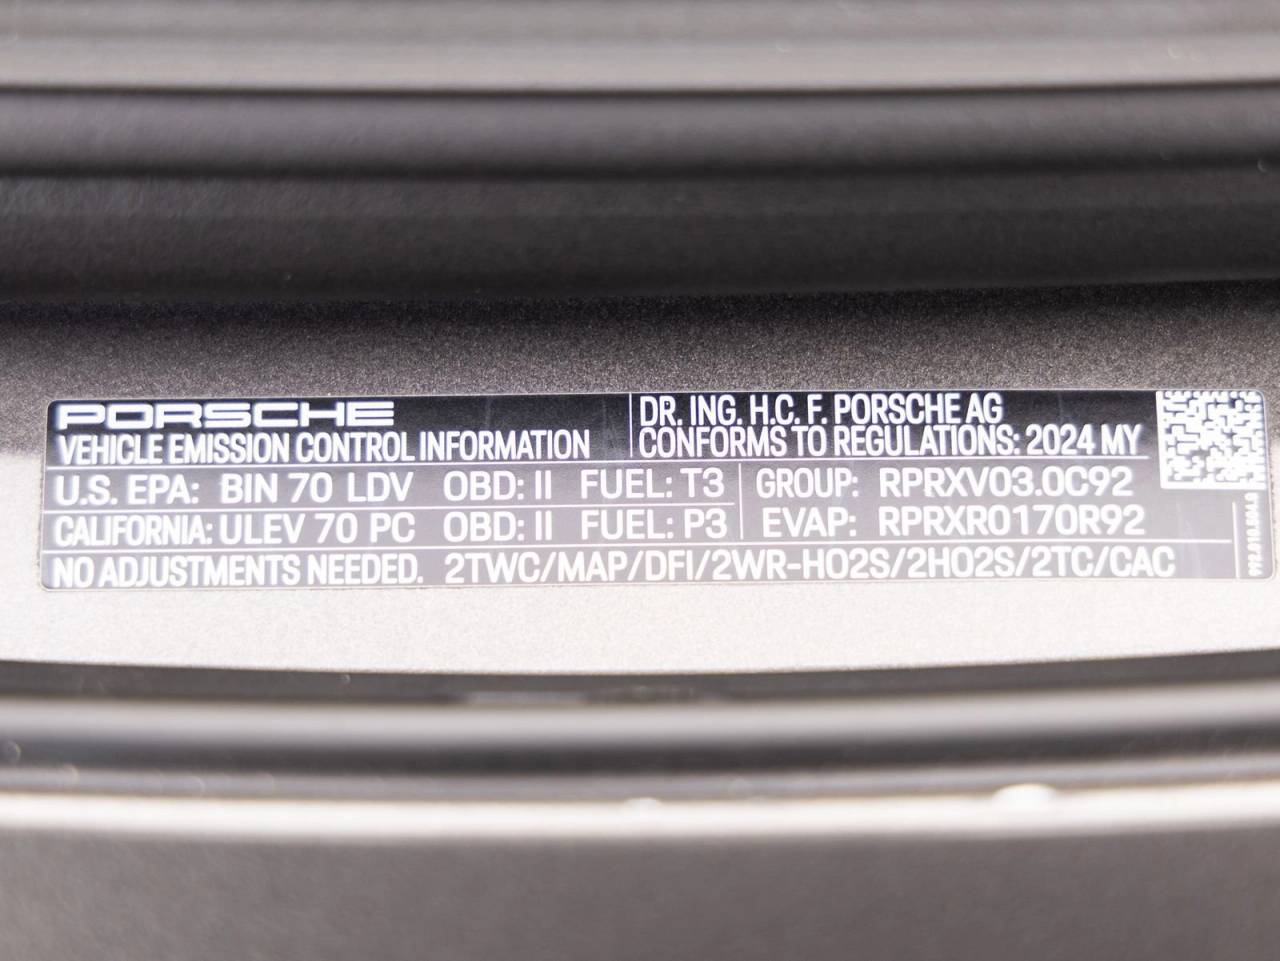 PORSCHE
VEHICLE EMISSION CONTROL INFORMATION
DR. ING. H.C. F. PORSCHE AG
CONFORMS TO REGULATIONS: 2024 MY
U.S. EPA: BIN 70 LDV OBD: II FUEL: T3 GROUP: RPRXV03.0C92
CALIFORNIA: ULEV 70 PC OBD: II FUEL: P3 EVAP: RPRXR0170R92
NO ADJUSTMENTS NEEDED. 2TWC/MAP/DFI/2WR-HO2S/2HO2S/2TC/CAC